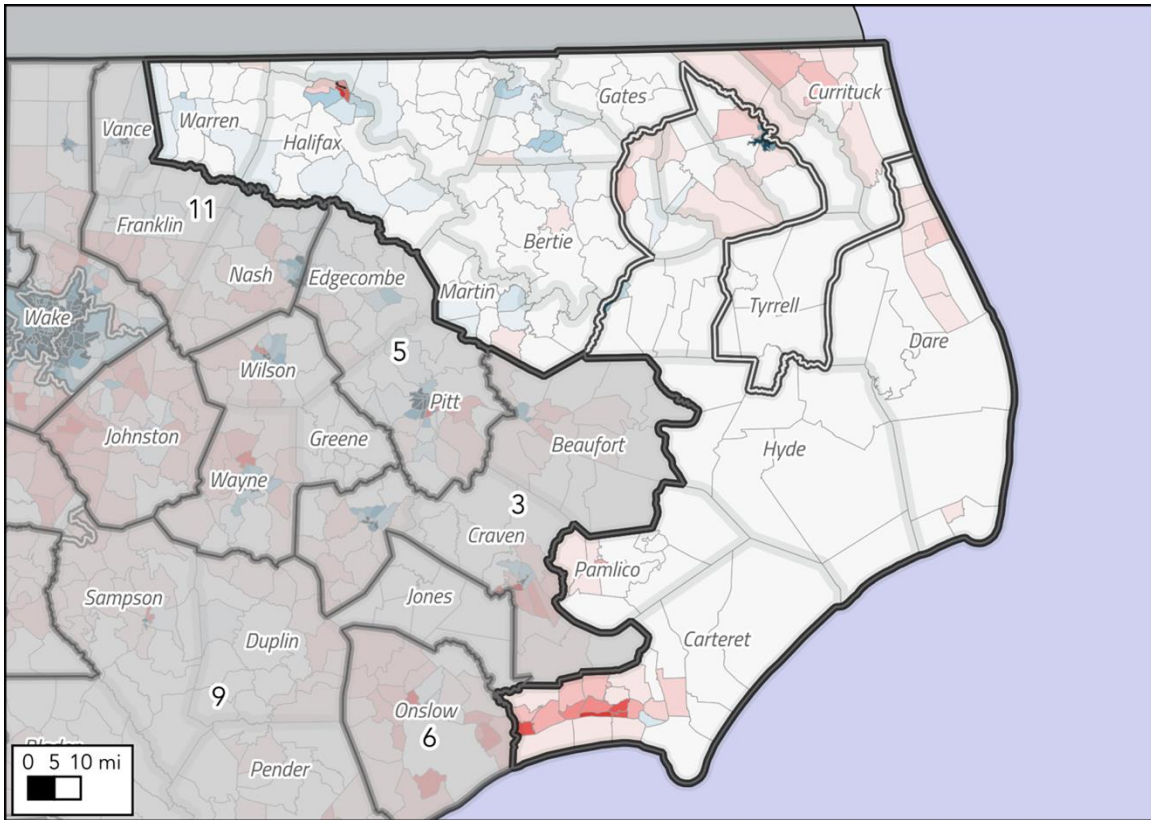 Gates
Currituck
Vance
Warren
Halifax
11
Franklin
Bertie
Nash
Edgecombe
Martin
Tyrrell
Wake
Dare
5
Wilson
Pitt
Johnston
Greene
Beaufort
Hyde
Wayne
3
Craven
Pamlico
Sampson
Jones
Duplin
Carteret
9
Onslow
6
Bladen
0 5 10 mi
Pender